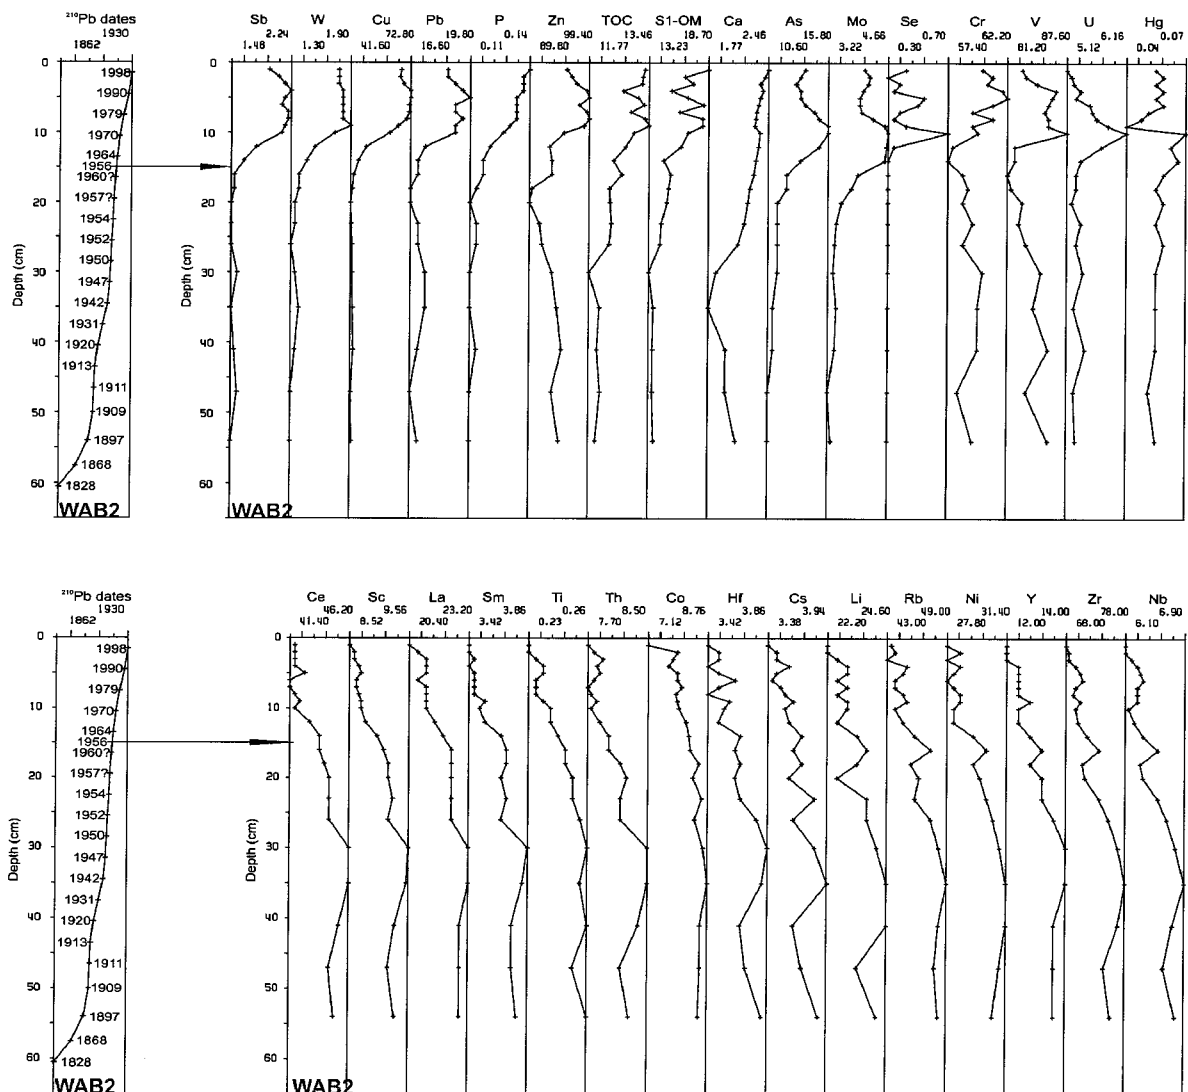 ²¹⁰Pb dates
1930
1862
Sb W Cu Pb P Zn TOC S1-OM Ca As Mo Se Cr V U Hg
2.24 1.90 72.80 19.80 0.14 99.40 13.46 18.70 2.46 15.80 4.66 0.70 62.20 87.60 6.16 0.07
1.48 1.30 41.60 16.60 0.11 89.80 11.77 13.23 1.77 10.60 3.22 0.30 57.40 81.20 5.12 0.04
0 0
1998
1990
1979
10 1970 10
1964
1956
1960?
20 1957? 20
1954
1952
Depth (cm) 1950 Depth (cm)
30 1947 30
1942
1931
40 1920 40
1913
1911
50 1909 50
1897
1868
60 1828 60
WAB2 WAB2
²¹⁰Pb dates
1930
1862
Ce Sc La Sm Ti Th Co Hf Cs Li Rb Ni Y Zr Nb
46.20 9.56 23.20 3.86 0.26 8.50 8.76 3.86 3.94 24.60 49.00 31.40 14.00 78.00 6.90
41.40 8.52 20.40 3.42 0.23 7.70 7.12 3.42 3.38 22.20 43.00 27.80 12.00 68.00 6.10
0 0
1998
1990
1979
10 1970 10
1964
1956
1960?
20 1957? 20
1954
1952
Depth (cm) 1950 Depth (cm)
30 1947 30
1942
1931
40 1920 40
1913
1911
50 1909 50
1897
1868
60 1828 60
WAB2 WAB2